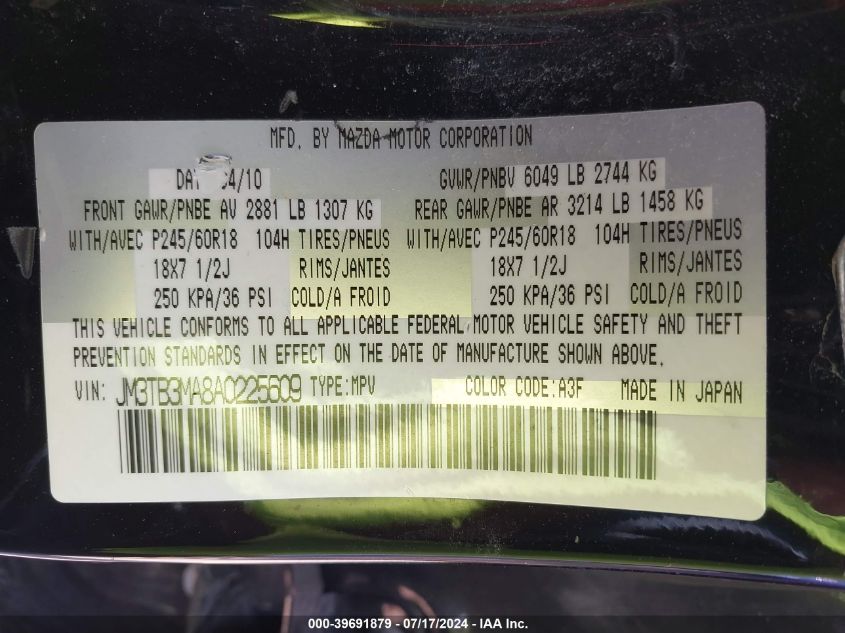 MFD. BY MAZDA MOTOR CORPORATION
GVWR/PNBV 6049 LB 2744 KG
FRONT GAWR/PNBE AV 2881 LB 1307 KG REAR GAWR/PNBE AR 3214 LB 1458 KG
WITH/AVEC P245/60R18 104H TIRES/PNEUS WITH/AVEC P245/60R18 104H TIRES/PNEUS
18X7 1/2J RIMS/JANTES 18X7 1/2J RIMS/JANTES
250 KPA/36 PSI COLD/A FROID 250 KPA/36 PSI COLD/A FROID
THIS VEHICLE CONFORMS TO ALL APPLICABLE FEDERAL MOTOR VEHICLE SAFETY AND THEFT
PREVENTION STANDARDS IN EFFECT ON THE DATE OF MANUFACTURE SHOWN ABOVE.
VIN: JM3TB3MA8A0225609 TYPE:MPV COLOR CODE:A3F MADE IN JAPAN
000-39691879 - 07/17/2024 - IAA Inc.